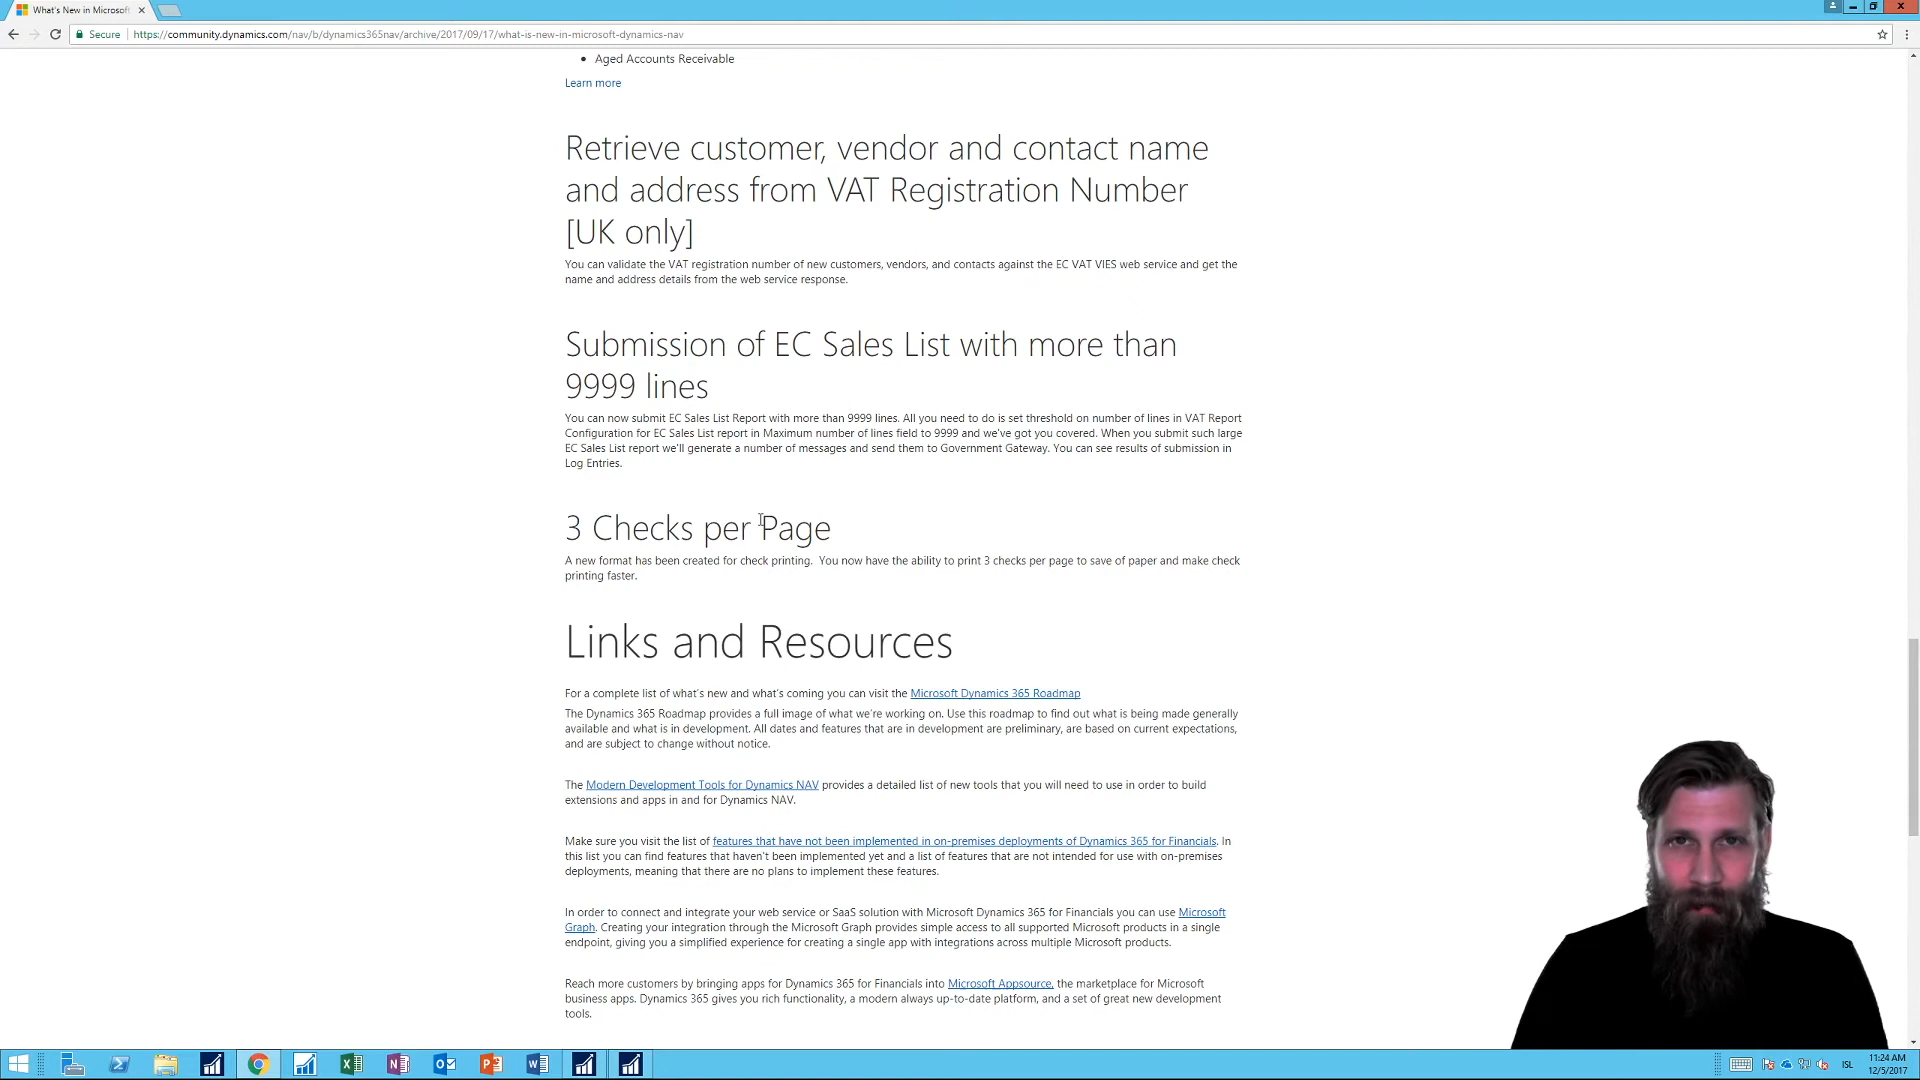 What's New in Microsoft
Secure
https://community.dynamics.com/nav/b/dynamics365nav/archive/2017/09/17/what-is-new-in-microsoft-dynamics-nav
• Aged Accounts Receivable
Learn more
Retrieve customer, vendor and contact name
and address from VAT Registration Number
[UK only]
You can validate the VAT registration number of new customers, vendors, and contacts against the EC VAT VIES web service and get the
name and address details from the web service response.
Submission of EC Sales List with more than
9999 lines
You can now submit EC Sales List Report with more than 9999 lines. All you need to do is set threshold on number of lines in VAT Report
Configuration for EC Sales List report in Maximum number of lines field to 9999 and we've got you covered. When you submit such large
EC Sales List report we'll generate a number of messages and send them to Government Gateway. You can see results of submission in
Log Entries.
3 Checks per Page
A new format has been created for check printing.  You now have the ability to print 3 checks per page to save of paper and make check
printing faster.
Links and Resources
For a complete list of what's new and what's coming you can visit the Microsoft Dynamics 365 Roadmap
The Dynamics 365 Roadmap provides a full image of what we're working on. Use this roadmap to find out what is being made generally
available and what is in development. All dates and features that are in development are preliminary, are based on current expectations,
and are subject to change without notice.
The Modern Development Tools for Dynamics NAV provides a detailed list of new tools that you will need to use in order to build
extensions and apps in and for Dynamics NAV.
Make sure you visit the list of features that have not been implemented in on-premises deployments of Dynamics 365 for Financials. In
this list you can find features that haven't been implemented yet and a list of features that are not intended for use with on-premises
deployments, meaning that there are no plans to implement these features.
In order to connect and integrate your web service or SaaS solution with Microsoft Dynamics 365 for Financials you can use Microsoft
Graph. Creating your integration through the Microsoft Graph provides simple access to all supported Microsoft products in a single
endpoint, giving you a simplified experience for creating a single app with integrations across multiple Microsoft products.
Reach more customers by bringing apps for Dynamics 365 for Financials into Microsoft Appsource, the marketplace for Microsoft
business apps. Dynamics 365 gives you rich functionality, a modern always up-to-date platform, and a set of great new development
tools.
ISL
11:24 AM
12/5/2017